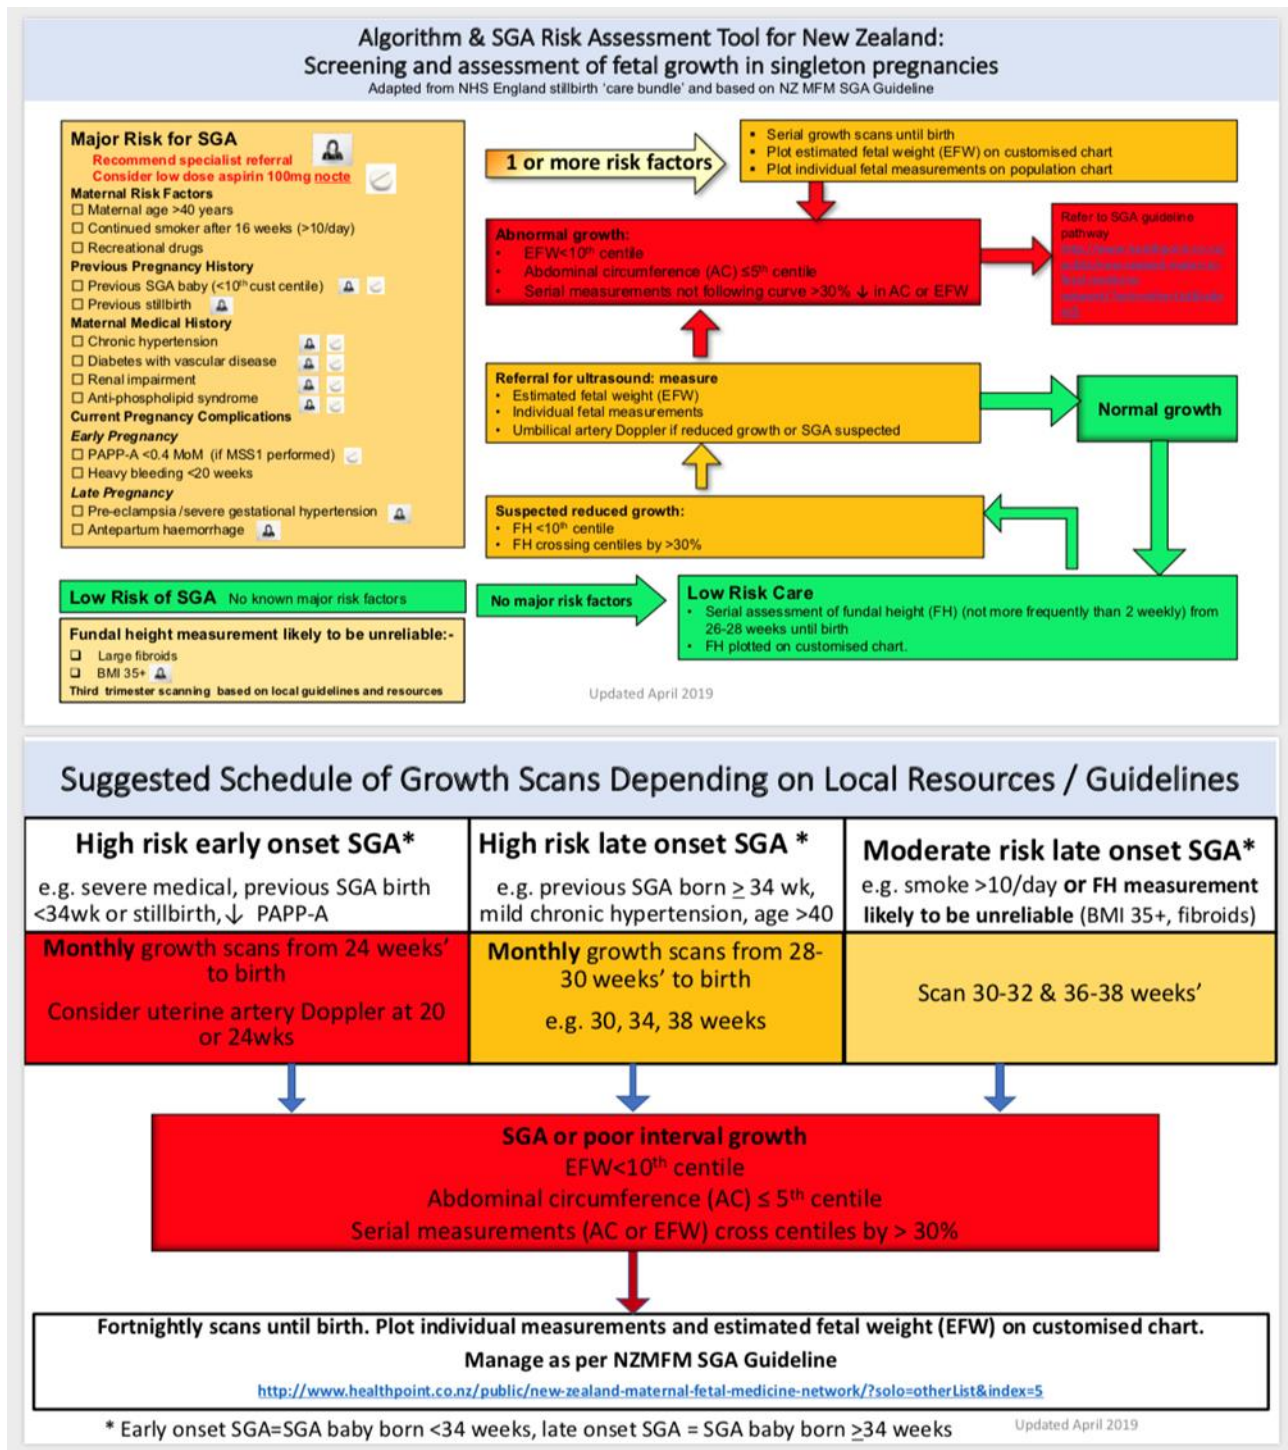 Algorithm & SGA Risk Assessment Tool for New Zealand:
Screening and assessment of fetal growth in singleton pregnancies
Adapted from NHS England stillbirth 'care bundle' and based on NZ MFM SGA Guideline
Major Risk for SGA
Recommend specialist referral
Consider low dose aspirin 100mg nocte
Maternal Risk Factors
☐ Maternal age >40 years
☐ Continued smoker after 16 weeks (>10/day)
☐ Recreational drugs
Previous Pregnancy History
☐ Previous SGA baby (<10th cust centile)
☐ Previous stillbirth
Maternal Medical History
☐ Chronic hypertension
☐ Diabetes with vascular disease
☐ Renal impairment
☐ Anti-phospholipid syndrome
Current Pregnancy Complications
Early Pregnancy
☐ PAPP-A <0.4 MoM (if MSS1 performed)
☐ Heavy bleeding <20 weeks
Late Pregnancy
☐ Pre-eclampsia /severe gestational hypertension
☐ Antepartum haemorrhage
1 or more risk factors
▪ Serial growth scans until birth
▪ Plot estimated fetal weight (EFW) on customised chart
▪ Plot individual fetal measurements on population chart
Abnormal growth:
• EFW<10th centile
• Abdominal circumference (AC) ≤5th centile
• Serial measurements not following curve >30% ↓ in AC or EFW
Refer to SGA guideline
pathway
Referral for ultrasound: measure
• Estimated fetal weight (EFW)
• Individual fetal measurements
• Umbilical artery Doppler if reduced growth or SGA suspected
Normal growth
Suspected reduced growth:
• FH <10th centile
• FH crossing centiles by >30%
Low Risk of SGA No known major risk factors
No major risk factors
Low Risk Care
• Serial assessment of fundal height (FH) (not more frequently than 2 weekly) from
26-28 weeks until birth
• FH plotted on customised chart.
Fundal height measurement likely to be unreliable:-
❑ Large fibroids
❑ BMI 35+
Third trimester scanning based on local guidelines and resources
Updated April 2019
Suggested Schedule of Growth Scans Depending on Local Resources / Guidelines
High risk early onset SGA*
e.g. severe medical, previous SGA birth
<34wk or stillbirth, ↓ PAPP-A
High risk late onset SGA *
e.g. previous SGA born ≥ 34 wk,
mild chronic hypertension, age >40
Moderate risk late onset SGA*
e.g. smoke >10/day or FH measurement
likely to be unreliable (BMI 35+, fibroids)
Monthly growth scans from 24 weeks'
to birth
Consider uterine artery Doppler at 20
or 24wks
Monthly growth scans from 28-
30 weeks' to birth
e.g. 30, 34, 38 weeks
Scan 30-32 & 36-38 weeks'
SGA or poor interval growth
EFW<10th centile
Abdominal circumference (AC) ≤ 5th centile
Serial measurements (AC or EFW) cross centiles by > 30%
Fortnightly scans until birth. Plot individual measurements and estimated fetal weight (EFW) on customised chart.
Manage as per NZMFM SGA Guideline
http://www.healthpoint.co.nz/public/new-zealand-maternal-fetal-medicine-network/?solo=otherList&index=5
* Early onset SGA=SGA baby born <34 weeks, late onset SGA = SGA baby born ≥34 weeks
Updated April 2019